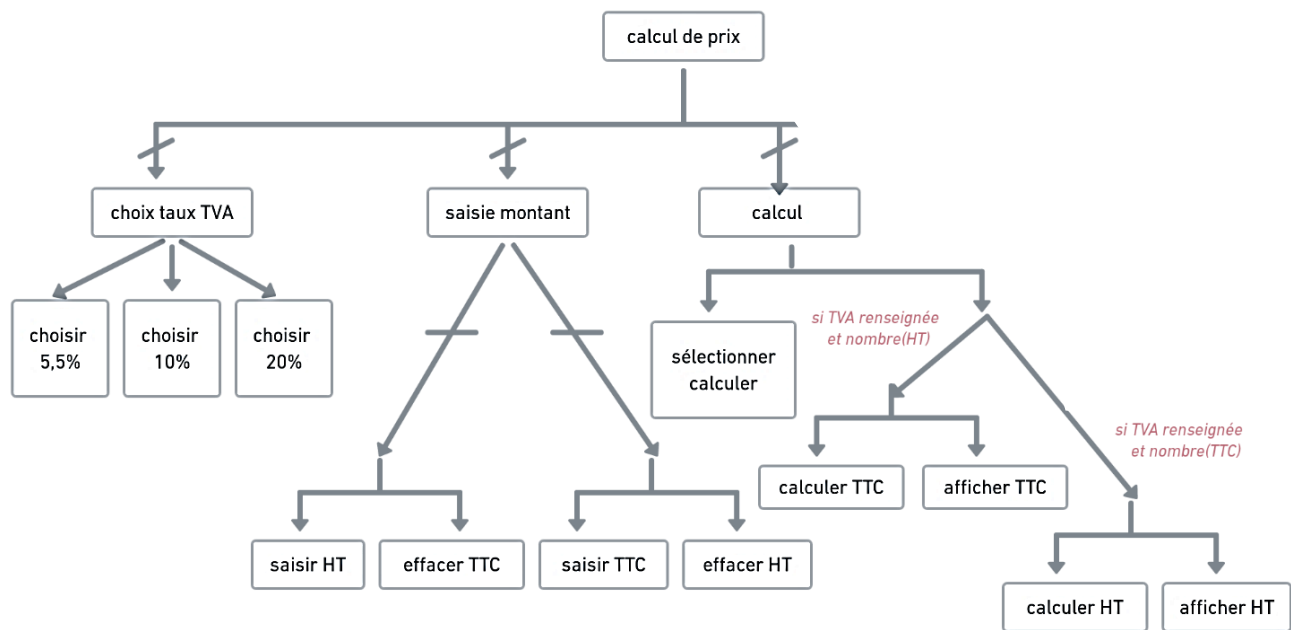 calcul de prix
choix taux TVA
saisie montant
calcul
choisir
5,5%
choisir
10%
choisir
20%
sélectionner
calculer
si TVA renseignée
et nombre(HT)
si TVA renseignée
et nombre(TTC)
calculer TTC
afficher TTC
saisir HT
effacer TTC
saisir TTC
effacer HT
calculer HT
afficher HT